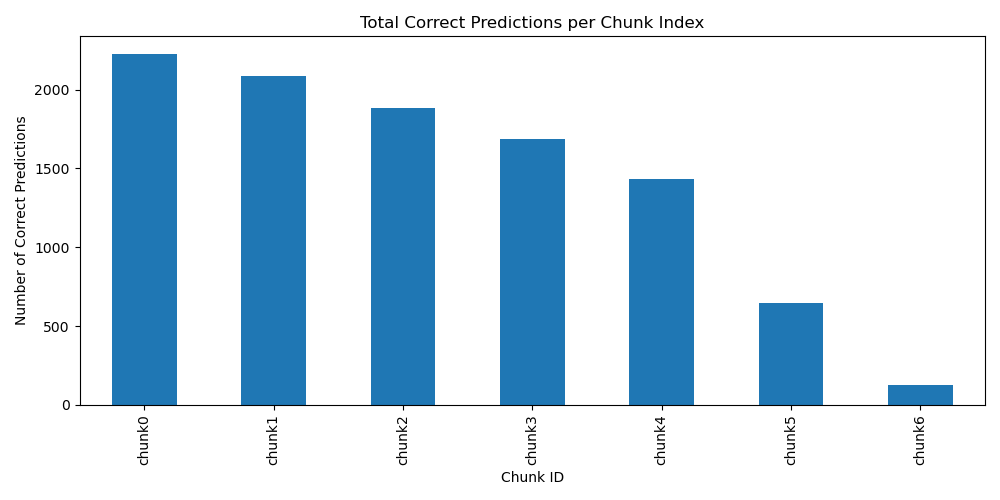 Total Correct Predictions per Chunk Index
Number of Correct Predictions
2000
1500
1000
500
0
chunk0
chunk1
chunk2
chunk3
chunk4
chunk5
chunk6
Chunk ID